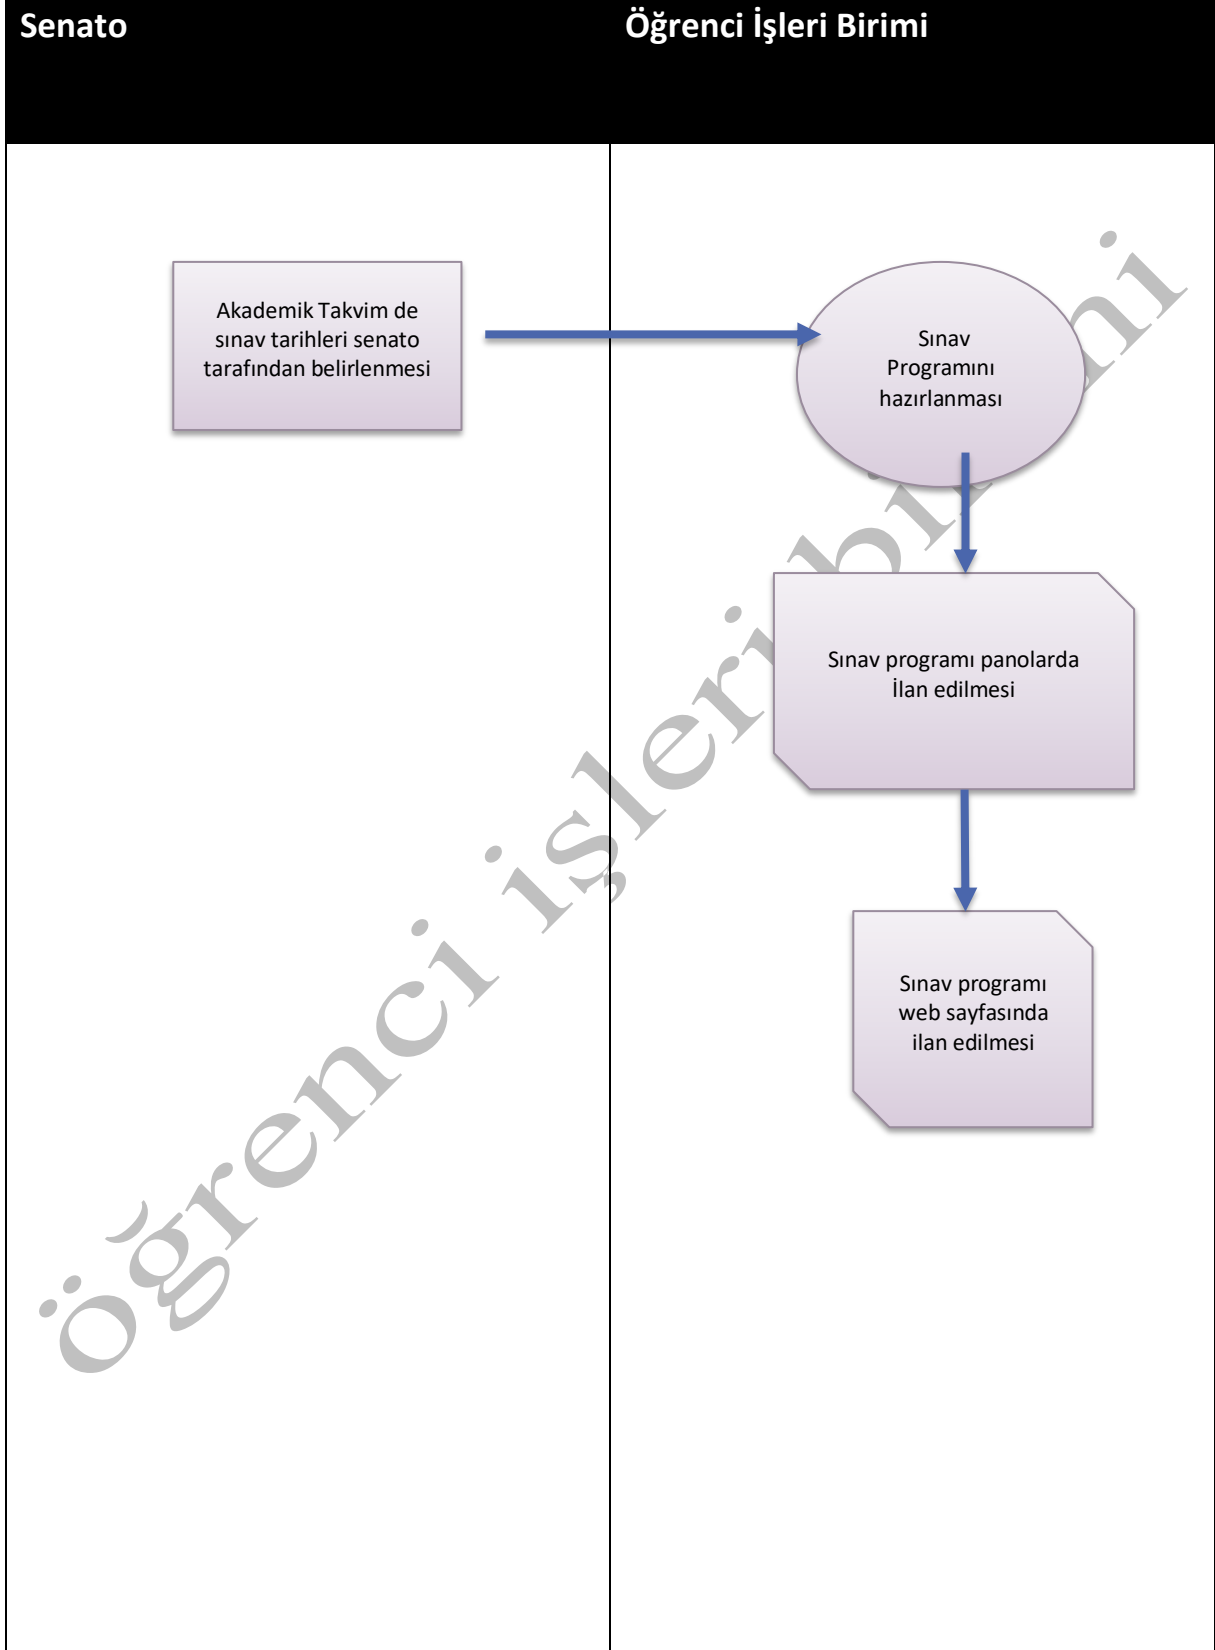 Senato
Öğrenci İşleri Birimi
Akademik Takvim de
sınav tarihleri senato
tarafından belirlenmesi
Sınav
Programını
hazırlanması
Sınav programı panolarda
İlan edilmesi
Sınav programı
web sayfasında
ilan edilmesi
öğrenci işleri birimi